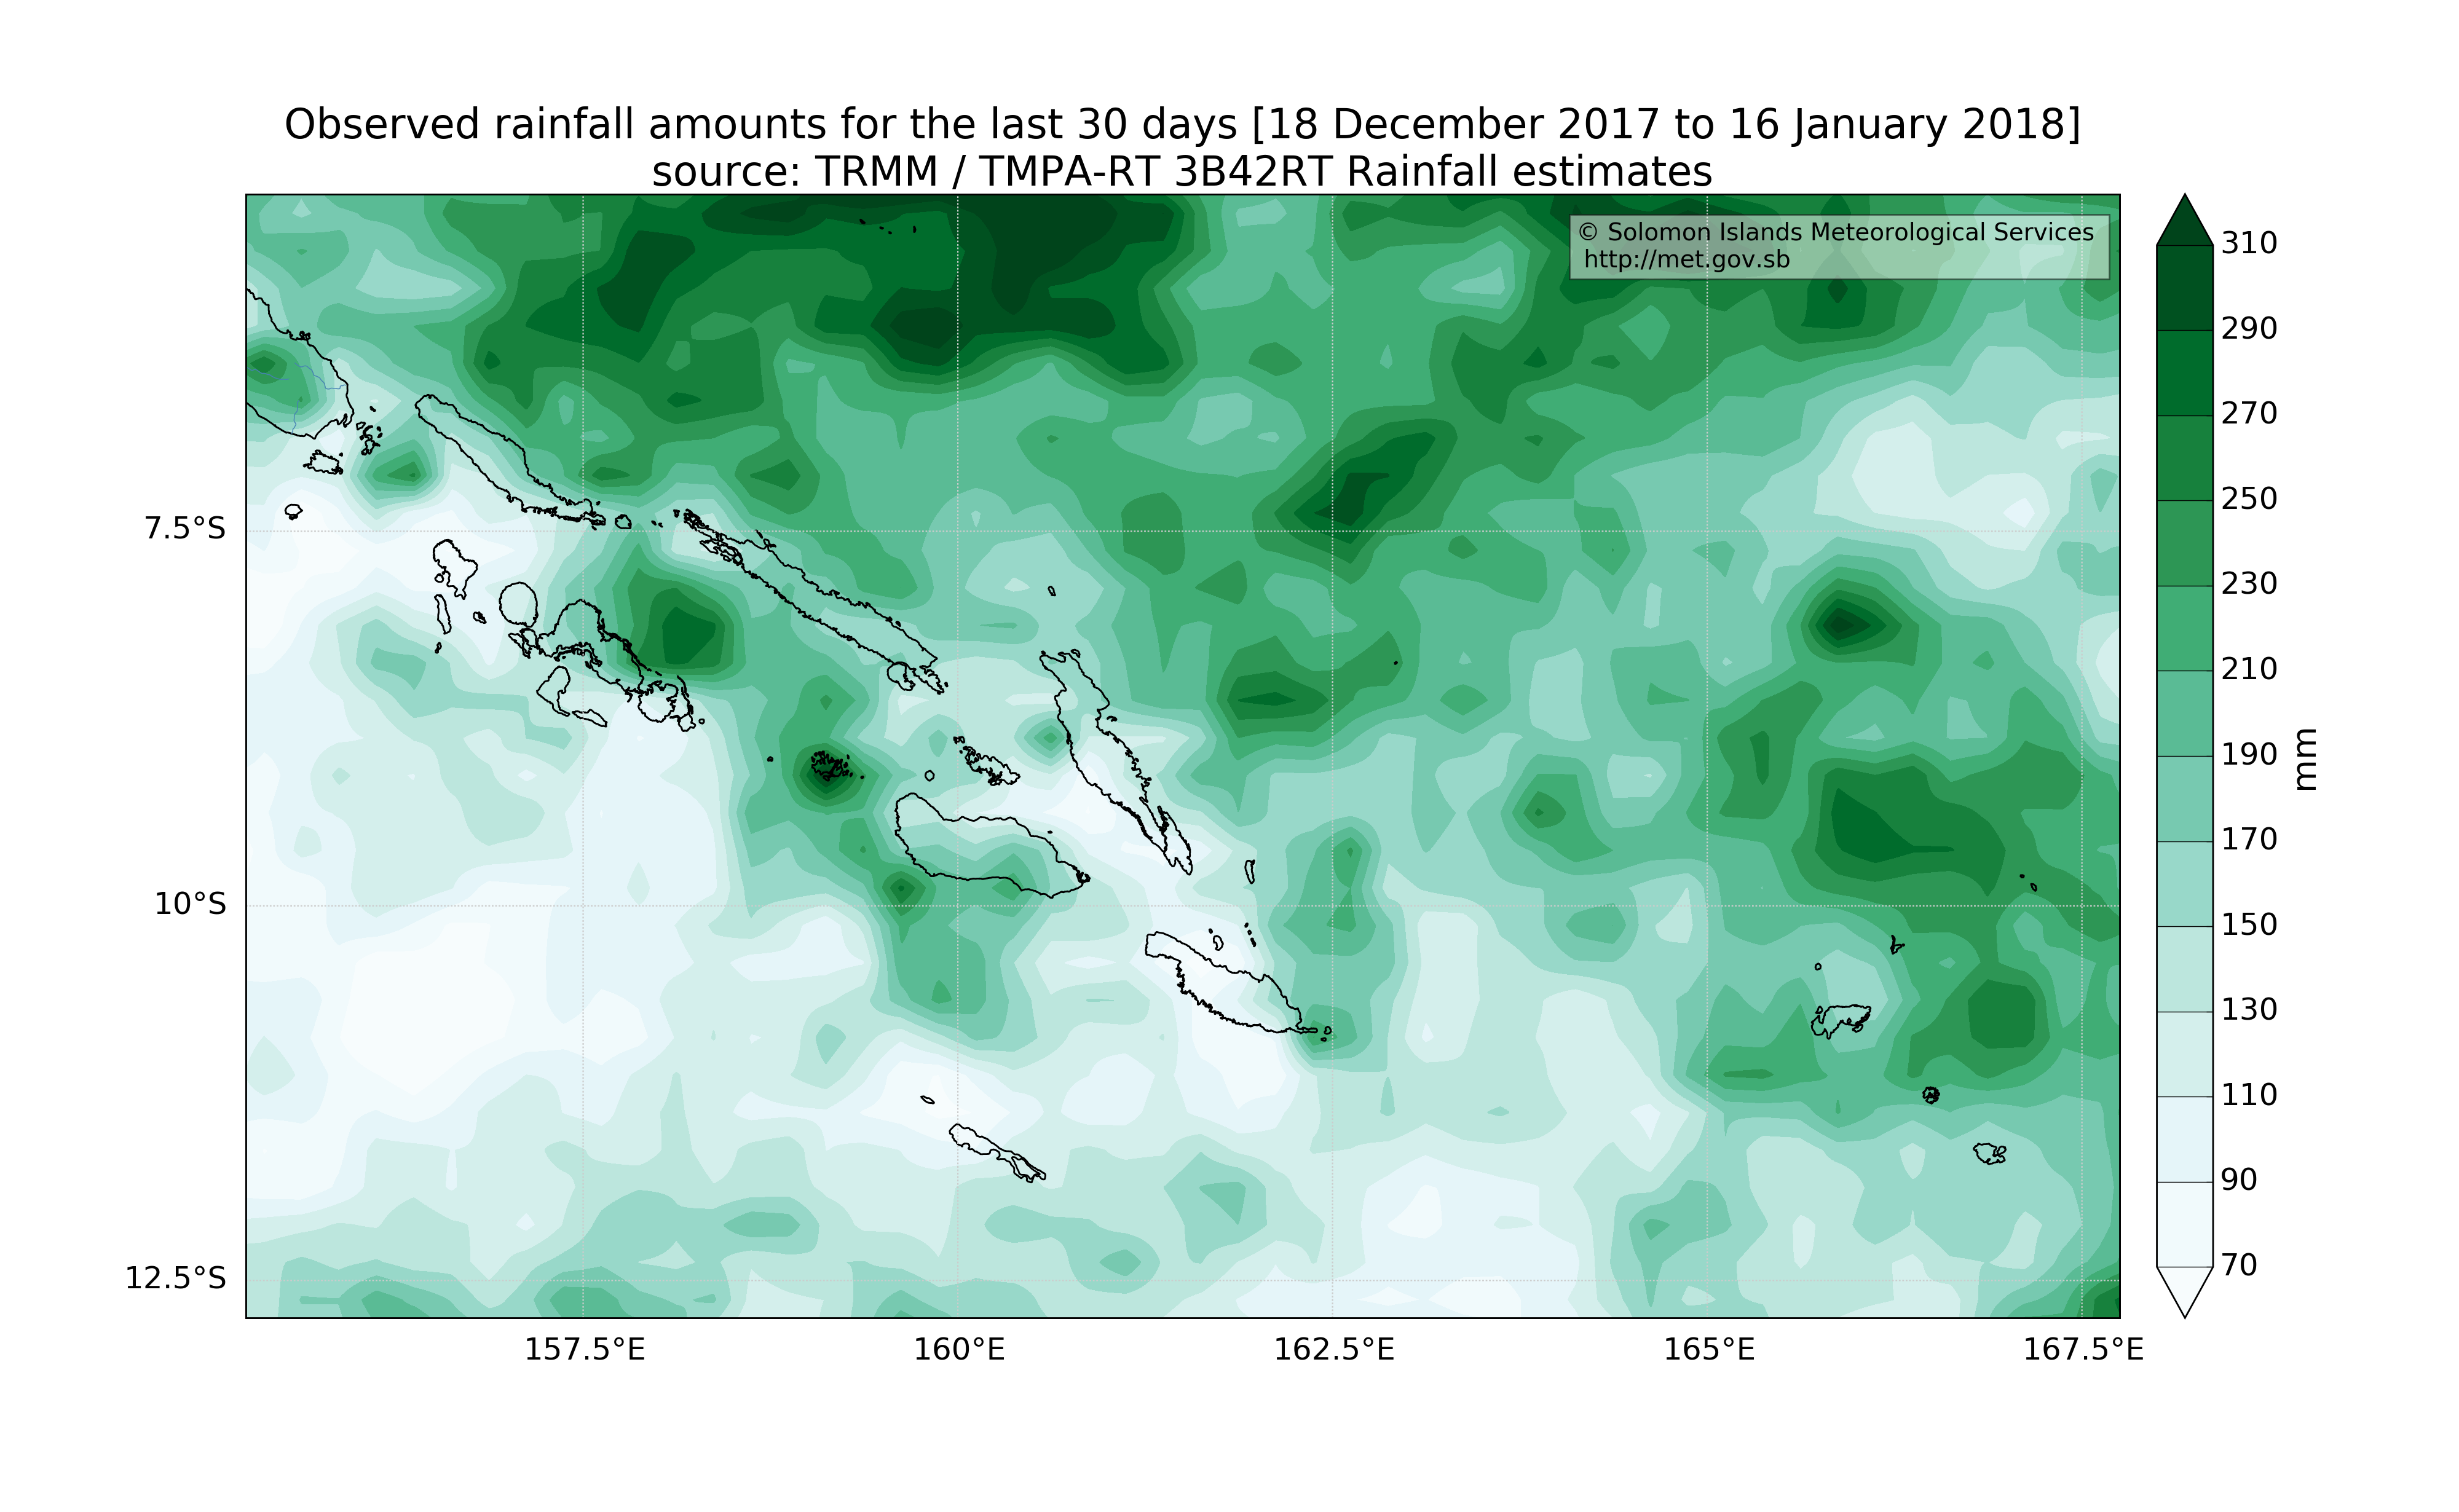 Observed rainfall amounts for the last 30 days [18 December 2017 to 16 January 2018]
source: TRMM / TMPA-RT 3B42RT Rainfall estimates
© Solomon Islands Meteorological Services
http://met.gov.sb
310
290
270
250
230
210
190
170
150
130
110
90
70
mm
7.5°S
10°S
12.5°S
157.5°E
160°E
162.5°E
165°E
167.5°E